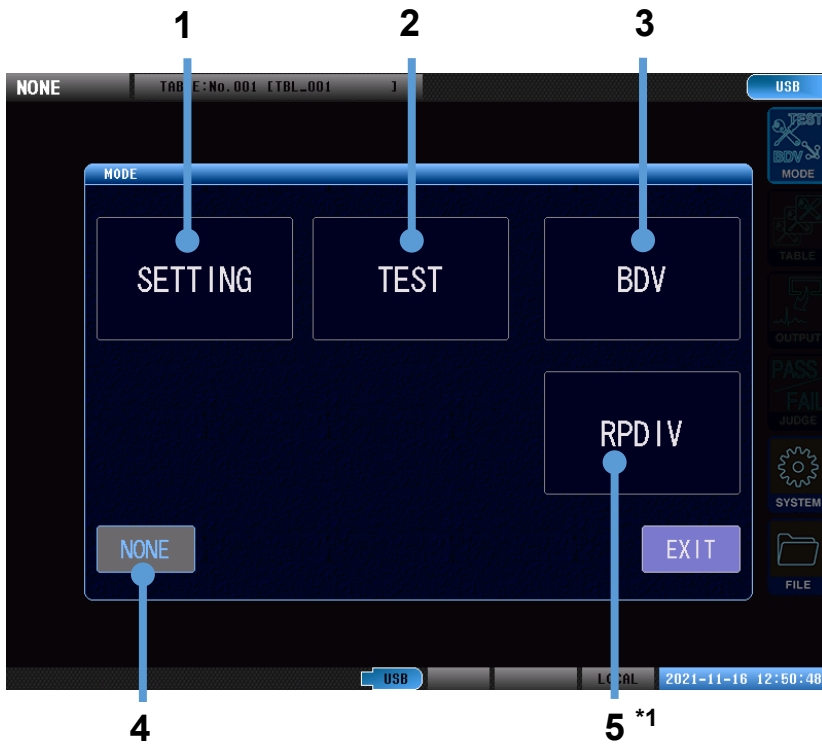 1 2 3
NONE TABLE:No.001 [TBL_001 ] USB
TEST
BDV
MODE
MODE
TABLE
SETTING TEST BDV
OUTPUT
PASS
FAIL
JUDGE
RPDIV
SYSTEM
NONE EXIT
FILE
USB LOCAL 2021-11-16 12:50:48
4 5 *1